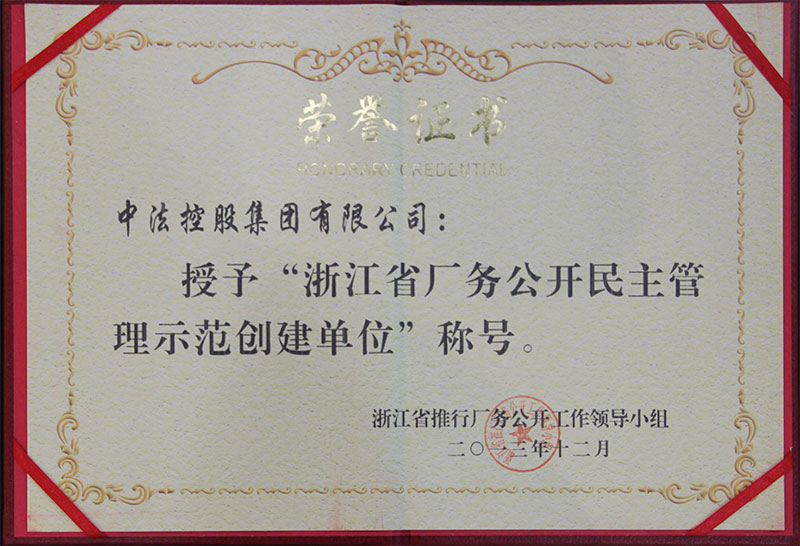 荣誉证书
HONORARY CREDENTIAL
中法控股集团有限公司：
授予“浙江省厂务公开民主管
理示范创建单位”称号。
浙江省推行厂务公开工作领导小组
二〇一三年十二月